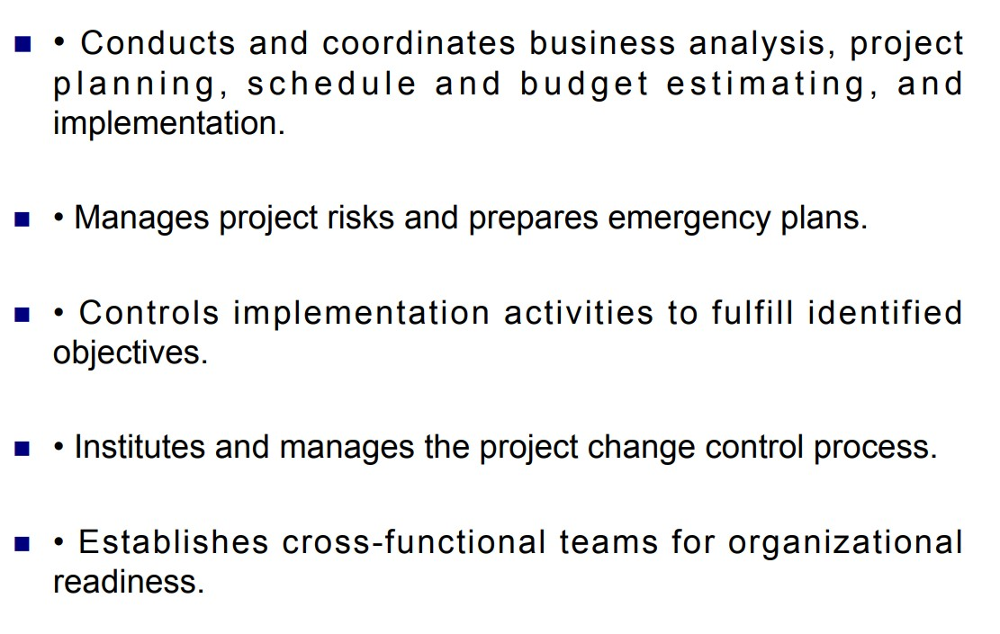 ■ • Conducts and coordinates business analysis, project
planning, schedule and budget estimating, and
implementation.
■ • Manages project risks and prepares emergency plans.
■ • Controls implementation activities to fulfill identified
objectives.
■ • Institutes and manages the project change control process.
■ • Establishes cross-functional teams for organizational
readiness.